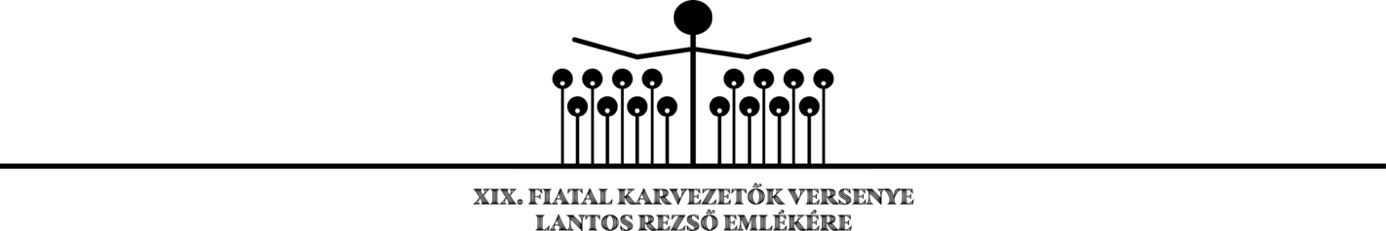 XIX. FIATAL KARVEZETŐK VERSENYE
LANTOS REZSŐ EMLÉKÉRE